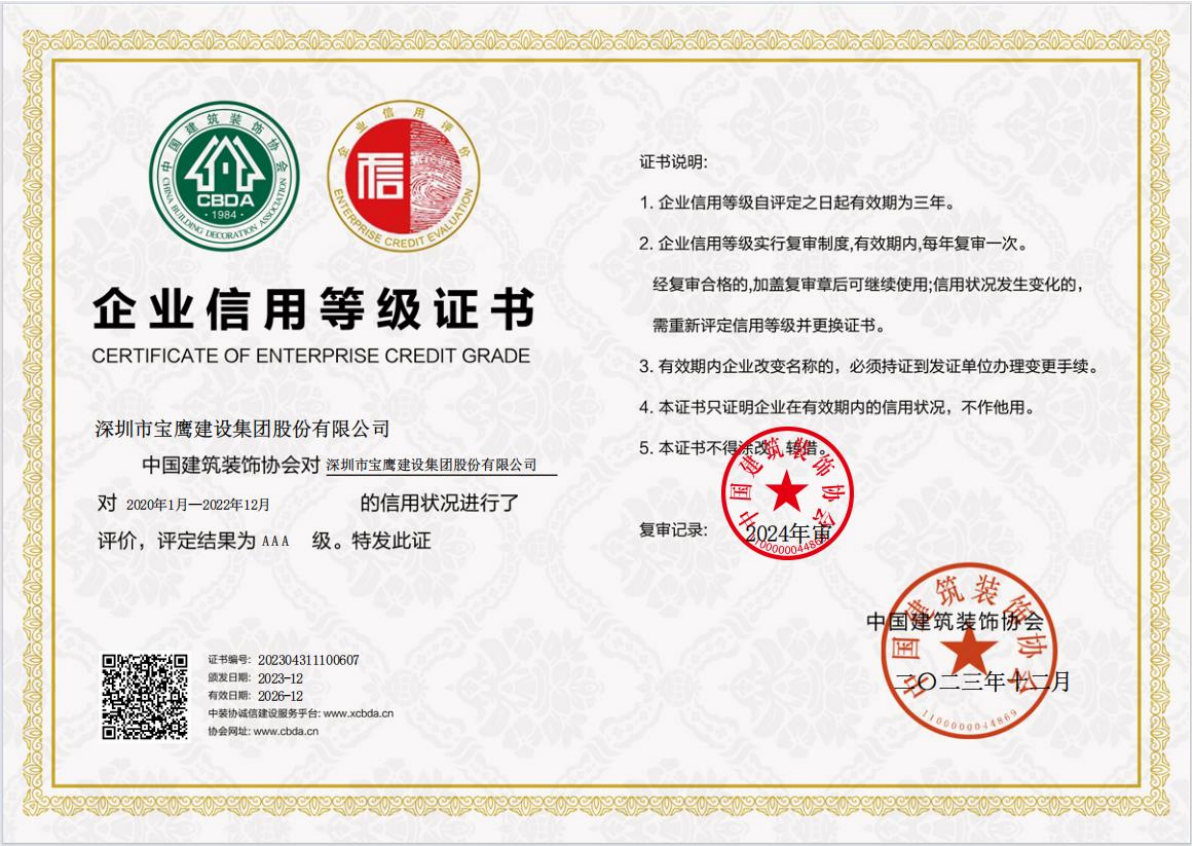 中国建筑装饰协会
CBDA
·1984·
CHINA BUILDING DECORATION ASSOCIATION
企业信用评价
信
ENTERPRISE CREDIT EVALUATION
企业信用等级证书
CERTIFICATE OF ENTERPRISE CREDIT GRADE
深圳市宝鹰建设集团股份有限公司
中国建筑装饰协会对 深圳市宝鹰建设集团股份有限公司
对 2020年1月—2022年12月 的信用状况进行了
评价，评定结果为 AAA 级。特发此证
证书编号: 202304311100607
颁发日期: 2023-12
有效日期: 2026-12
中装协诚信建设服务平台: www.xcbda.cn
协会网址: www.cbda.cn
证书说明:
1. 企业信用等级自评定之日起有效期为三年。
2. 企业信用等级实行复审制度,有效期内,每年复审一次。
经复审合格的,加盖复审章后可继续使用;信用状况发生变化的,
需重新评定信用等级并更换证书。
3. 有效期内企业改变名称的，必须持证到发证单位办理变更手续。
4. 本证书只证明企业在有效期内的信用状况，不作他用。
5. 本证书不得涂改、转借。
中国建筑装饰协会
复审记录: 2024年审
中国建筑装饰协会
中国建筑装饰协会
二〇二三年十二月
1100000044869